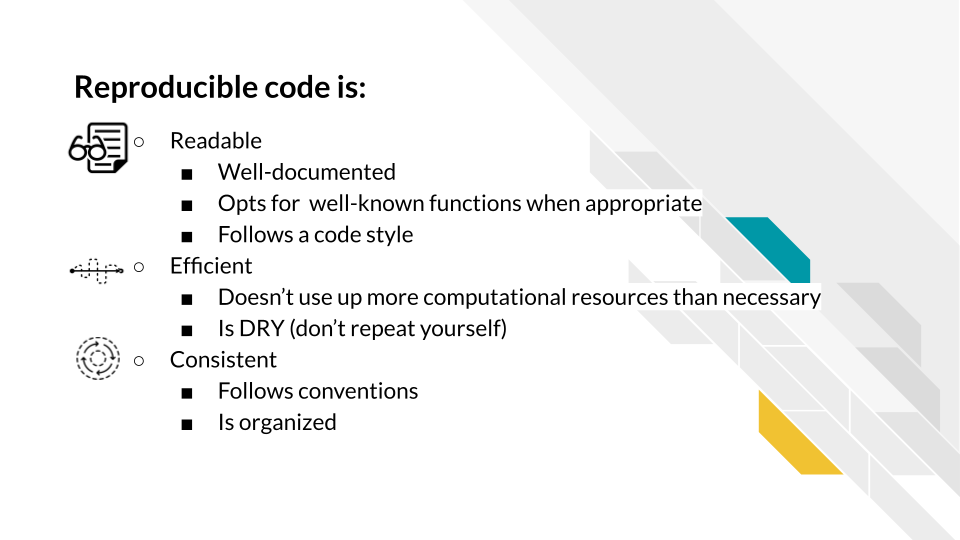 Reproducible code is:
○ Readable
■ Well-documented
■ Opts for  well-known functions when appropriate
■ Follows a code style
○ Efficient
■ Doesn’t use up more computational resources than necessary
■ Is DRY (don’t repeat yourself)
○ Consistent
■ Follows conventions
■ Is organized